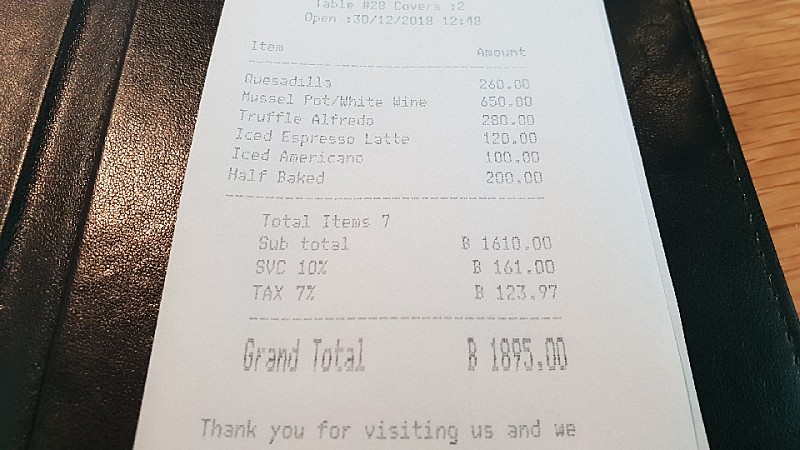 Table #28 Covers :2
Open :30/12/2018 12:48
Item Amount
Quesadilla 260.00
Mussel Pot/White Wine 650.00
Truffle Alfredo 280.00
Iced Espresso Latte 120.00
Iced Americano 100.00
Half Baked 200.00
Total Items 7
Sub total B 1610.00
SVC 10% B 161.00
TAX 7% B 123.97
Grand Total B 1895.00
Thank you for visiting us and we